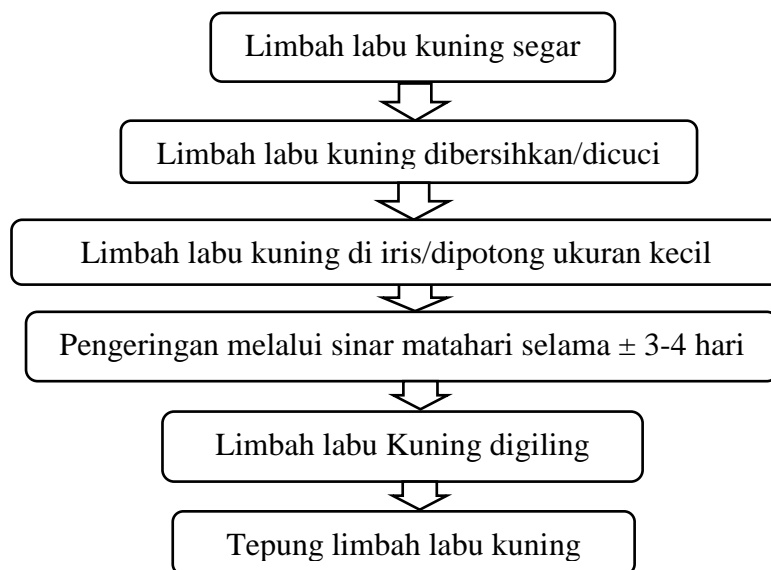 Limbah labu kuning segar
Limbah labu kuning dibersihkan/dicuci
Limbah labu kuning di iris/dipotong ukuran kecil
Pengeringan melalui sinar matahari selama ± 3-4 hari
Limbah labu Kuning digiling
Tepung limbah labu kuning